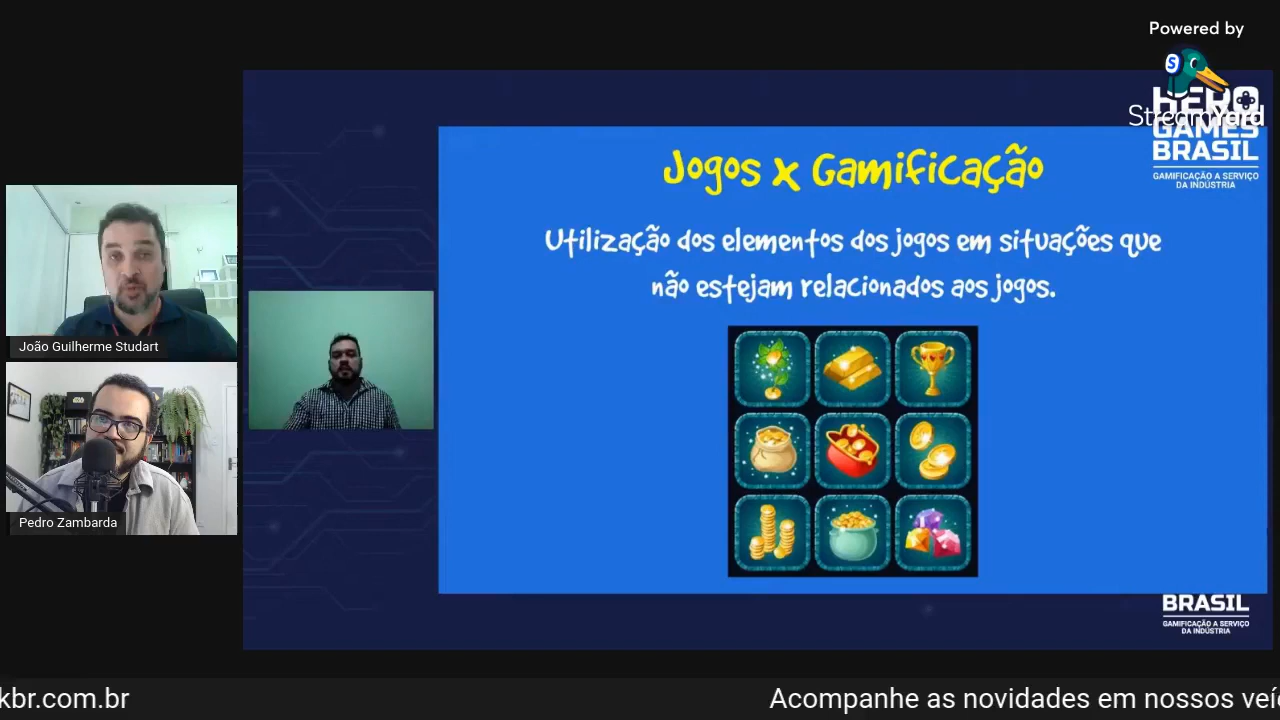 Powered by
StreamYard
HERO
GAMES
BRASIL
GAMIFICAÇÃO A SERVIÇO
DA INDÚSTRIA
Jogos x Gamificação
Utilização dos elementos dos jogos em situações que
não estejam relacionados aos jogos.
João Guilherme Studart
Pedro Zambarda
BRASIL
GAMIFICAÇÃO A SERVIÇO
DA INDÚSTRIA
kbr.com.br
Acompanhe as novidades em nossos veíc